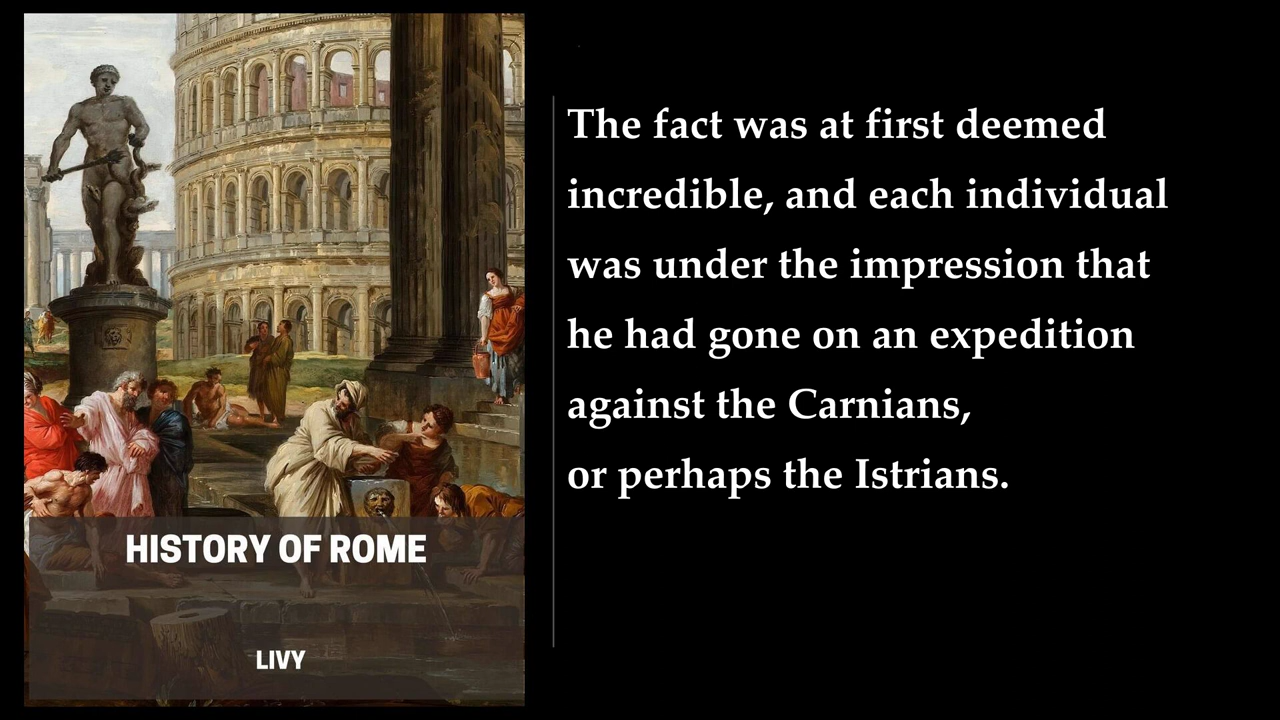 HISTORY OF ROME
LIVY
The fact was at first deemed
incredible, and each individual
was under the impression that
he had gone on an expedition
against the Carnians,
or perhaps the Istrians.